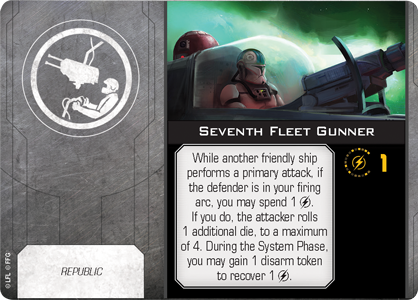 SEVENTH FLEET GUNNER
While another friendly ship
performs a primary attack, if
the defender is in your firing
arc, you may spend 1 .
If you do, the attacker rolls
1 additional die, to a maximum
of 4. During the System Phase,
you may gain 1 disarm token
to recover 1 .
1
REPUBLIC
© LFL © FFG